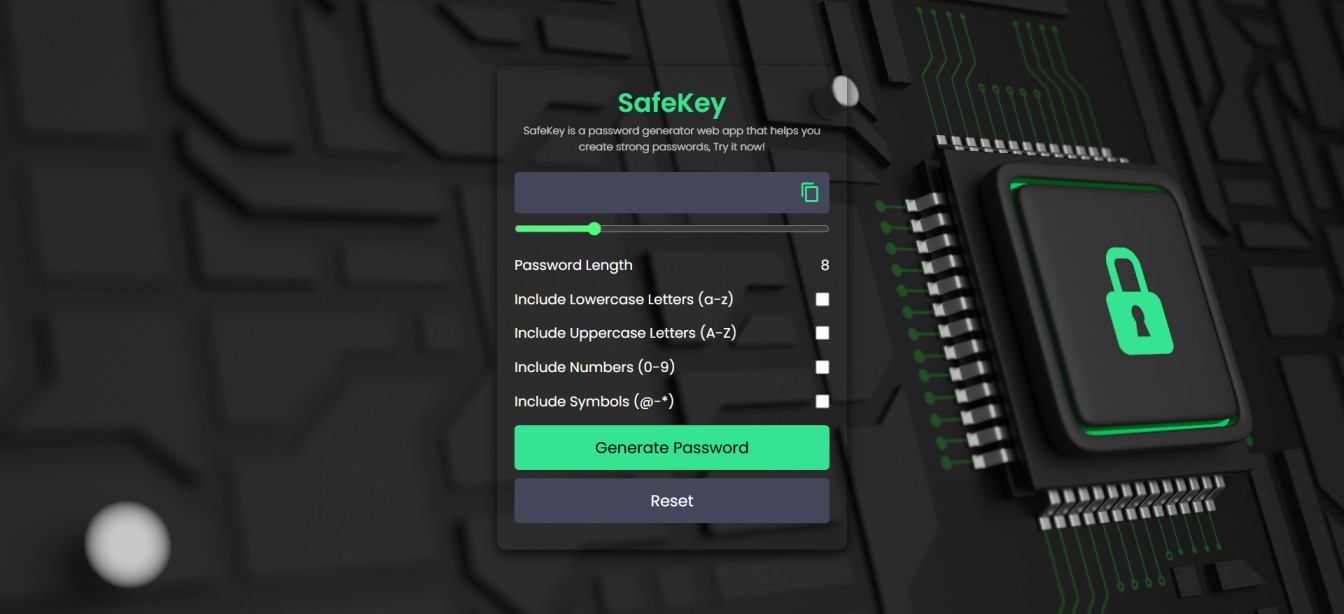 SafeKey
SafeKey is a password generator web app that helps you
create strong passwords, Try it now!
Password Length 8
Include Lowercase Letters (a-z)
Include Uppercase Letters (A-Z)
Include Numbers (0-9)
Include Symbols (@-*)
Generate Password
Reset